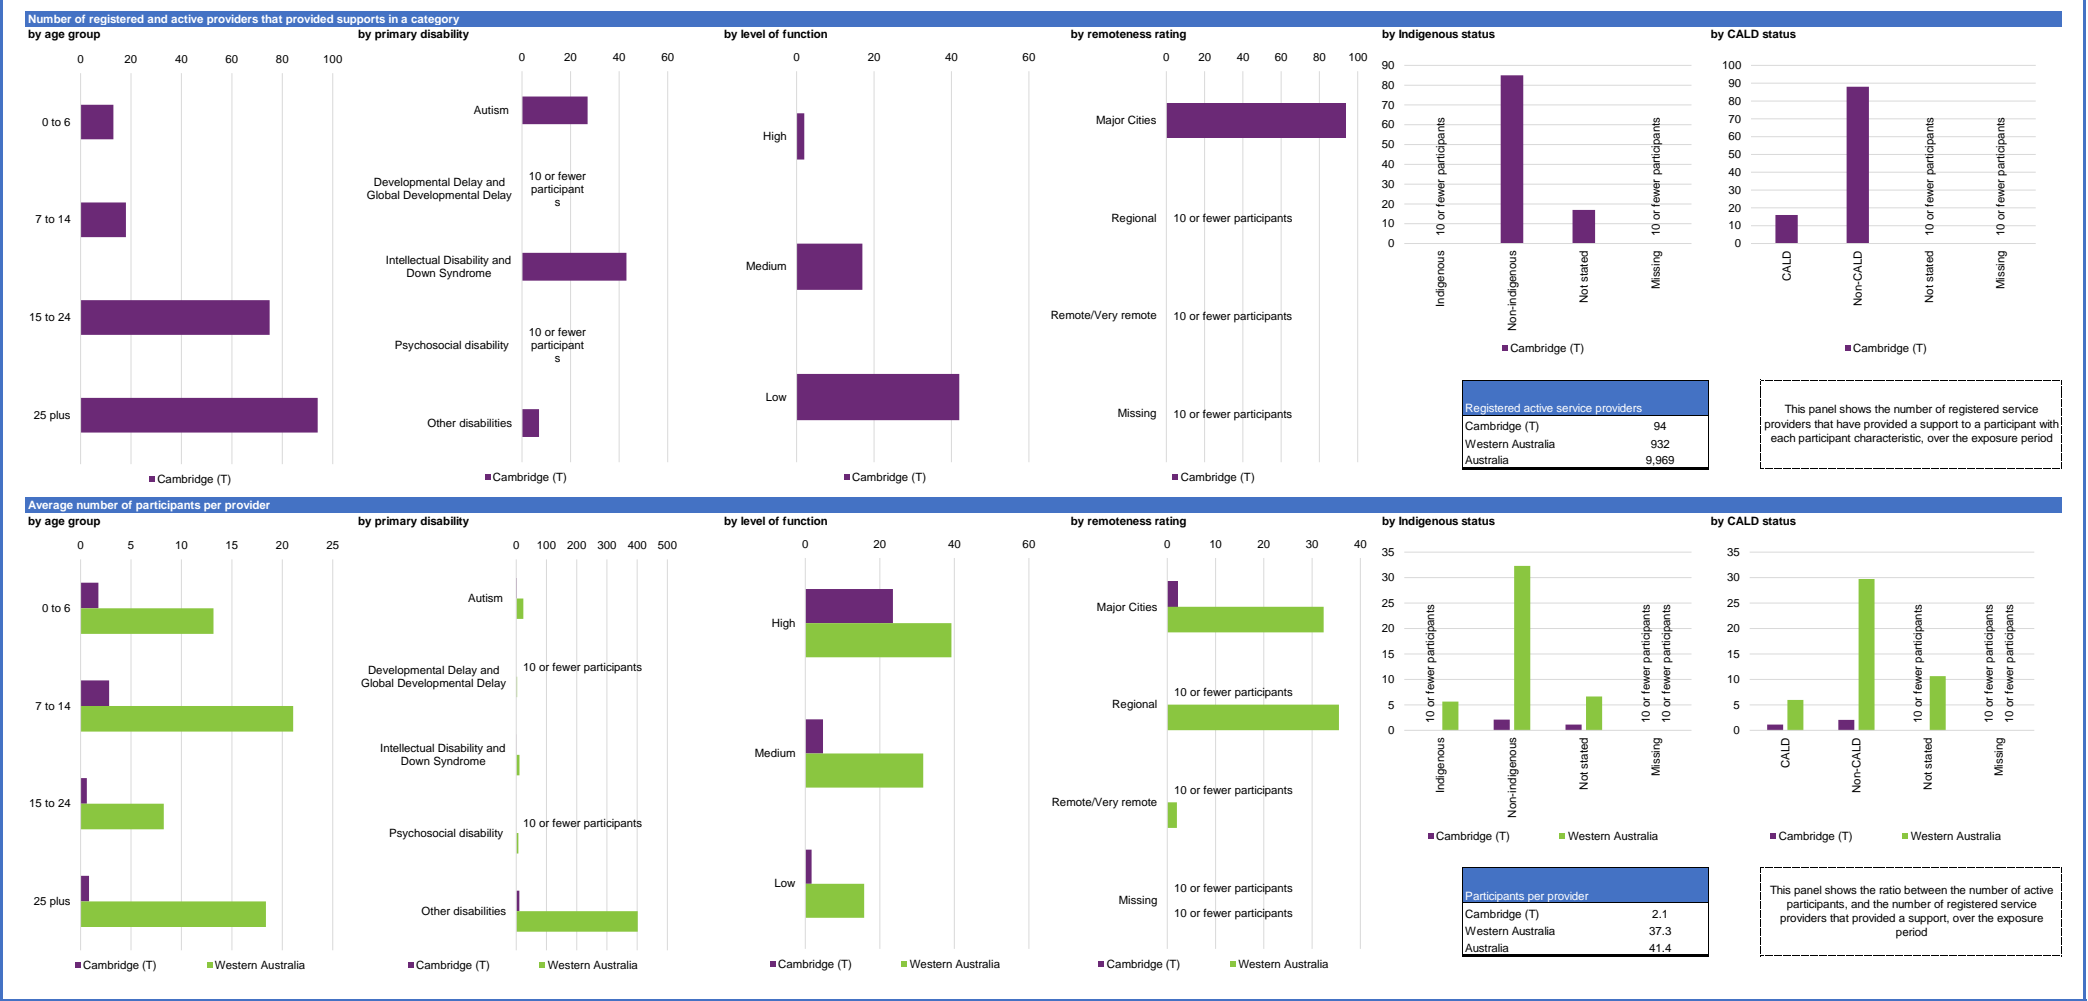 Number of registered and active providers that provided supports in a category
by age group
0 20 40 60 80 100
0 to 6
7 to 14
15 to 24
25 plus
Cambridge (T)
by primary disability
0 20 40 60
Autism
Developmental Delay and
Global Developmental Delay
10 or fewer
participant
s
Intellectual Disability and
Down Syndrome
Psychosocial disability
10 or fewer
participant
s
Other disabilities
Cambridge (T)
by level of function
0 20 40 60
High
Medium
Low
Cambridge (T)
by remoteness rating
0 20 40 60 80 100
Major Cities
Regional
10 or fewer participants
Remote/Very remote
10 or fewer participants
Missing
10 or fewer participants
Cambridge (T)
by Indigenous status
90
80
70
60
50
40
30
20
10
0
10 or fewer participants
10 or fewer participants
Indigenous
Non-indigenous
Not stated
Missing
Cambridge (T)
by CALD status
100
90
80
70
60
50
40
30
20
10
0
10 or fewer participants
10 or fewer participants
CALD
Non-CALD
Not stated
Missing
Cambridge (T)
Registered active service providers
Cambridge (T) 94
Western Australia 932
Australia 9,969
This panel shows the number of registered service
providers that have provided a support to a participant with
each participant characteristic, over the exposure period
Average number of participants per provider
by age group
0 5 10 15 20 25
0 to 6
7 to 14
15 to 24
25 plus
Cambridge (T) Western Australia
by primary disability
0 100 200 300 400 500
Autism
Developmental Delay and
Global Developmental Delay
10 or fewer participants
Intellectual Disability and
Down Syndrome
Psychosocial disability
10 or fewer participants
Other disabilities
Cambridge (T) Western Australia
by level of function
0 20 40 60
High
Medium
Low
Cambridge (T) Western Australia
by remoteness rating
0 10 20 30 40
Major Cities
Regional
10 or fewer participants
Remote/Very remote
10 or fewer participants
Missing
10 or fewer participants
10 or fewer participants
Cambridge (T) Western Australia
by Indigenous status
35
30
25
20
15
10
5
0
10 or fewer participants
10 or fewer participants
10 or fewer participants
Indigenous
Non-indigenous
Not stated
Missing
Cambridge (T) Western Australia
by CALD status
35
30
25
20
15
10
5
0
10 or fewer participants
10 or fewer participants
10 or fewer participants
CALD
Non-CALD
Not stated
Missing
Cambridge (T) Western Australia
Participants per provider
Cambridge (T) 2.1
Western Australia 37.3
Australia 41.4
This panel shows the ratio between the number of active
participants, and the number of registered service
providers that provided a support, over the exposure
period